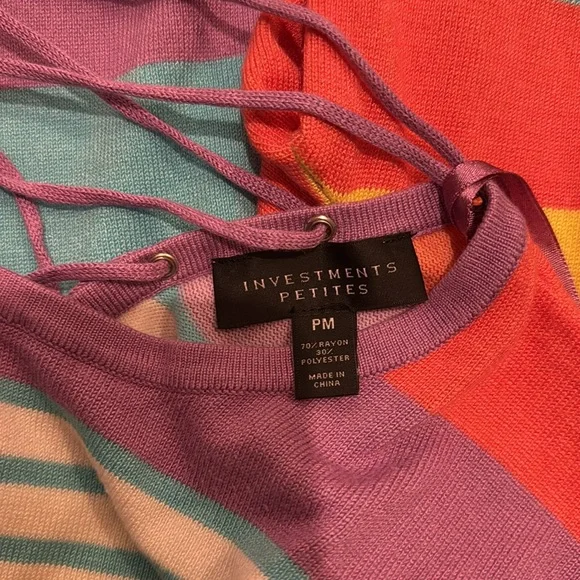 INVESTMENTS
PETITES
PM
70% RAYON
30%
POLYESTER
MADE IN
CHINA